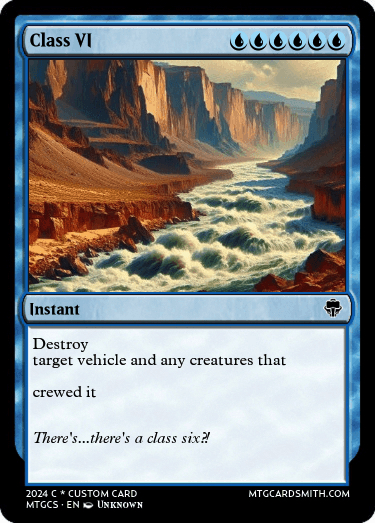 Class VI
Instant
Destroy
target vehicle and any creatures that
crewed it
There's...there's a class six?!
2024 C * CUSTOM CARD
MTGCS · EN Unknown
MTGCARDSMITH.COM